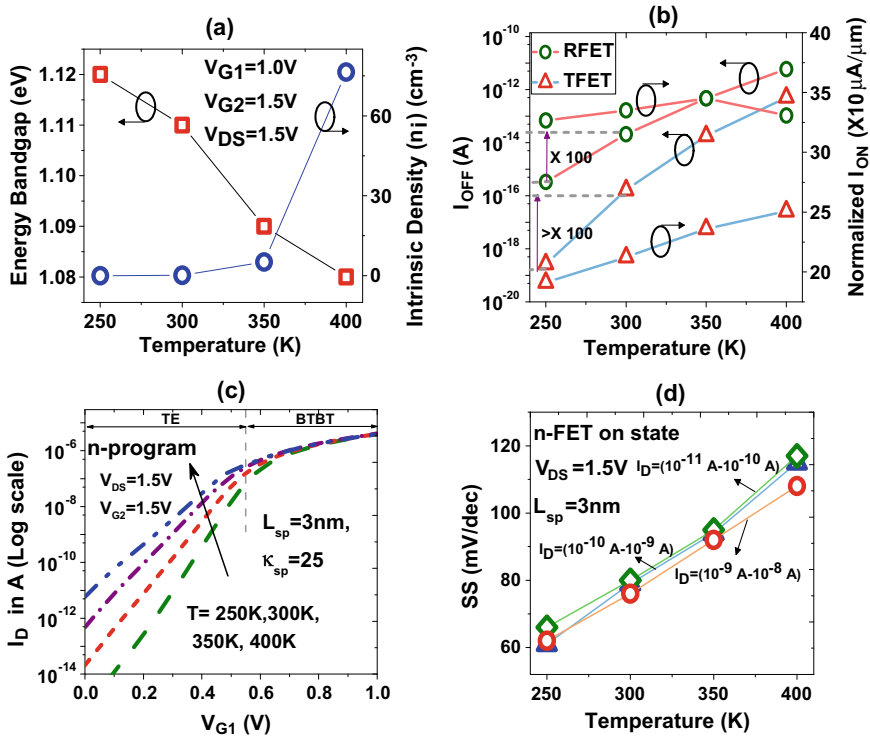 (a)
1.12
1.11
1.10
1.09
1.08
Energy Bandgap (eV)
V_G1=1.0V
V_G2=1.5V
V_DS=1.5V
60
30
0
Intrinsic Density (n_i) (cm^-3)
250 300 350 400
Temperature (K)
(b)
10^-10
10^-12
10^-14
10^-16
10^-18
10^-20
I_OFF (A)
RFET
TFET
X 100
>X 100
40
36
32
28
24
20
Normalized I_ON (X10 μA/μm)
250 300 350 400
Temperature (K)
(c)
TE
BTBT
n-program
V_DS=1.5V
V_G2=1.5V
L_sp=3nm,
κ_sp=25
T= 250K,300K,
350K, 400K
10^-6
10^-8
10^-10
10^-12
10^-14
I_D in A (Log scale)
0.0 0.2 0.4 0.6 0.8 1.0
V_G1 (V)
(d)
n-FET on state
V_DS=1.5V
I_D=(10^-11 A-10^-10 A)
L_sp=3nm
I_D=(10^-10 A-10^-9 A)
I_D=(10^-9 A-10^-8 A)
120
100
80
60
SS (mV/dec)
250 300 350 400
Temperature (K)